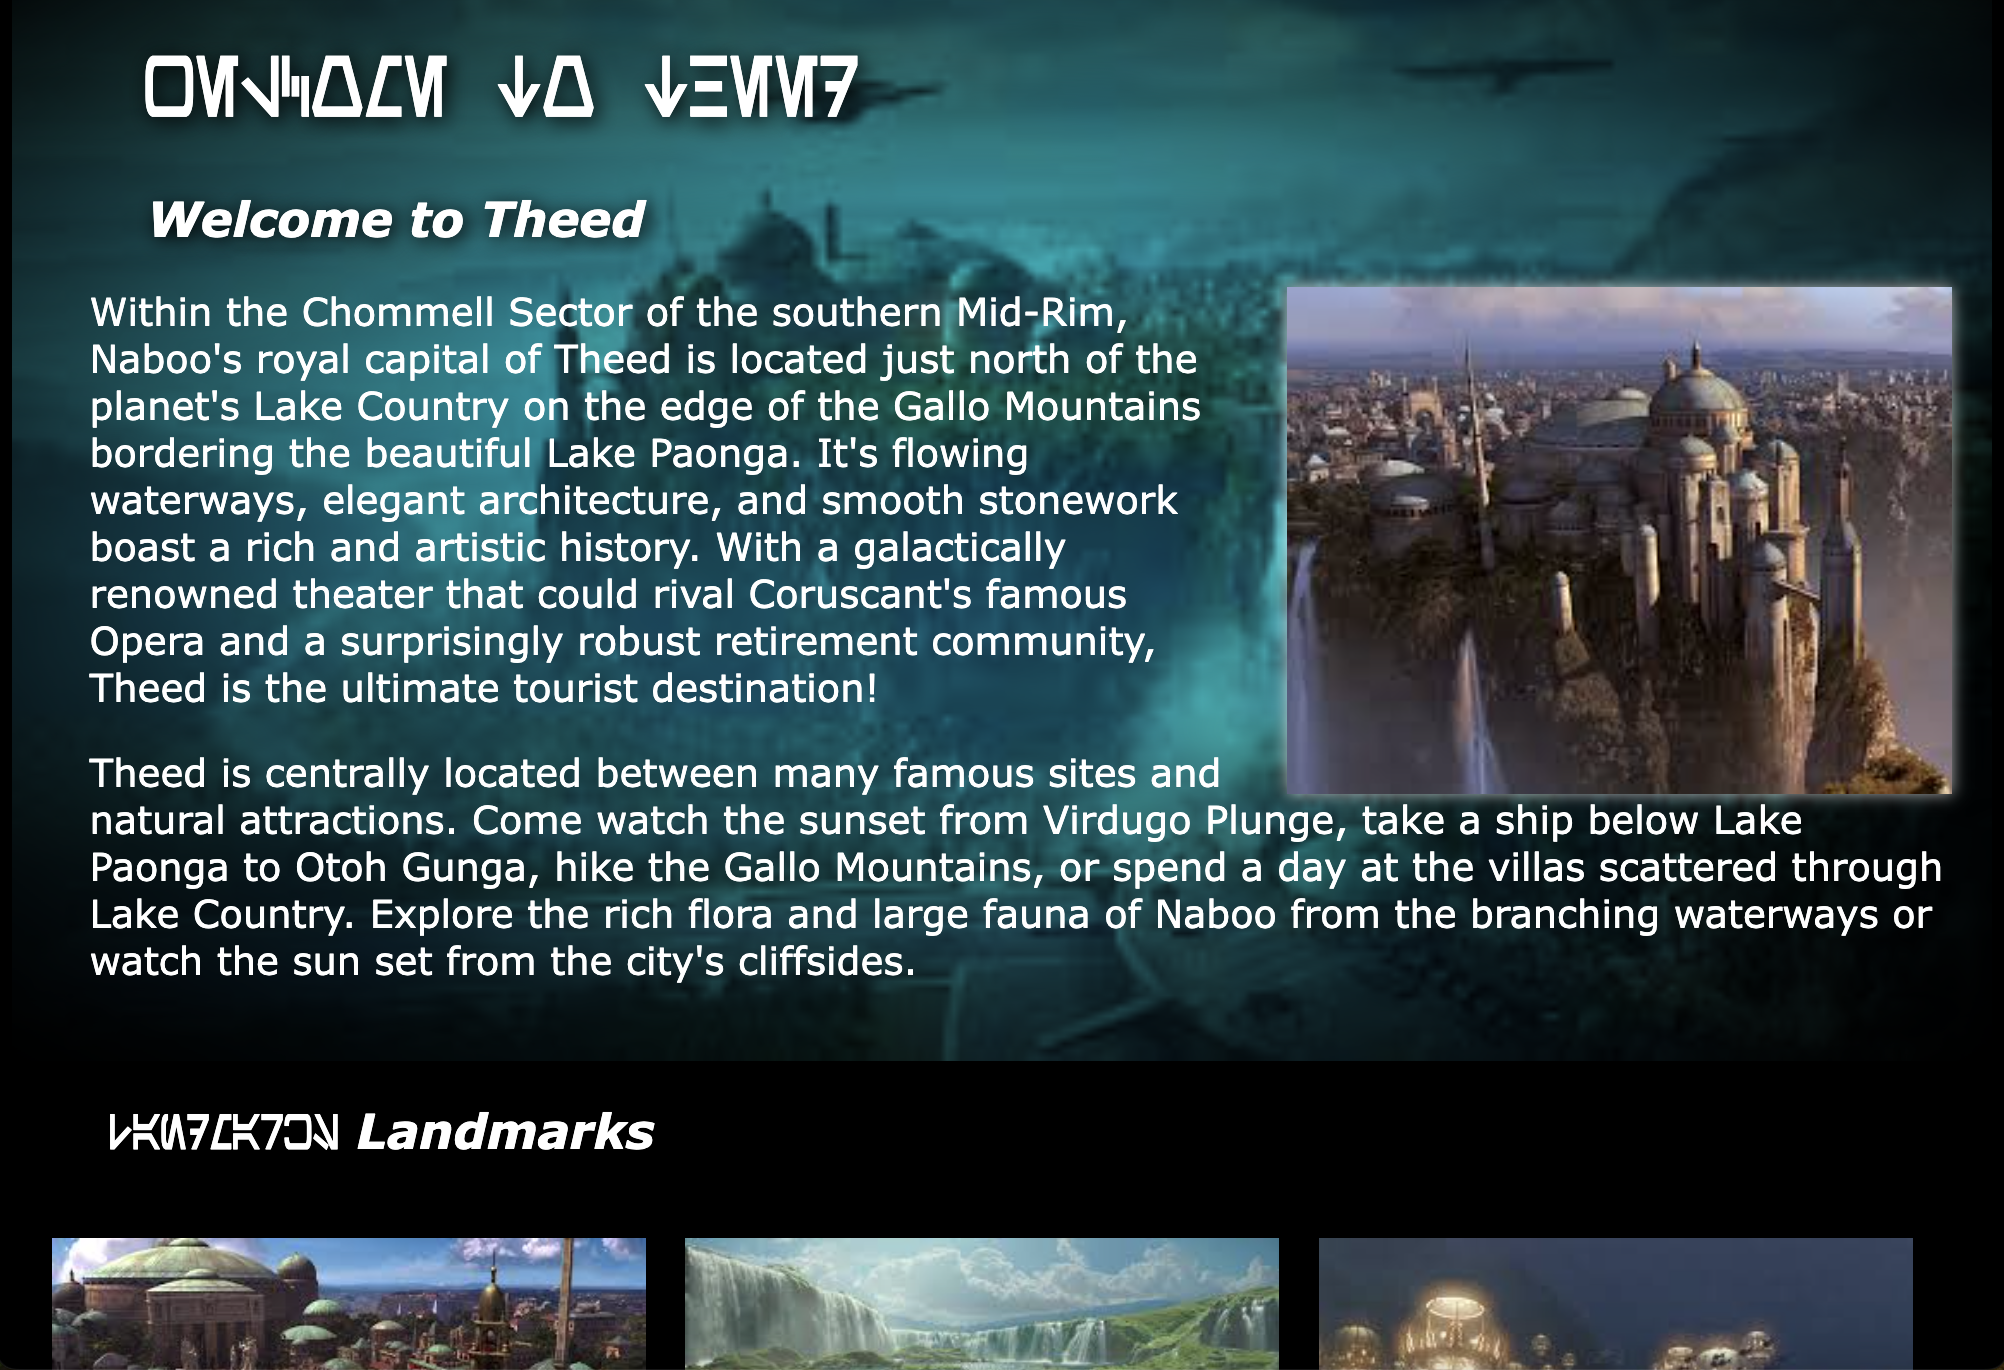 Welcome to Theed
Within the Chommell Sector of the southern Mid-Rim,
Naboo's royal capital of Theed is located just north of the
planet's Lake Country on the edge of the Gallo Mountains
bordering the beautiful Lake Paonga. It's flowing
waterways, elegant architecture, and smooth stonework
boast a rich and artistic history. With a galactically
renowned theater that could rival Coruscant's famous
Opera and a surprisingly robust retirement community,
Theed is the ultimate tourist destination!
Theed is centrally located between many famous sites and
natural attractions. Come watch the sunset from Virdugo Plunge, take a ship below Lake
Paonga to Otoh Gunga, hike the Gallo Mountains, or spend a day at the villas scattered through
Lake Country. Explore the rich flora and large fauna of Naboo from the branching waterways or
watch the sun set from the city's cliffsides.
Landmarks